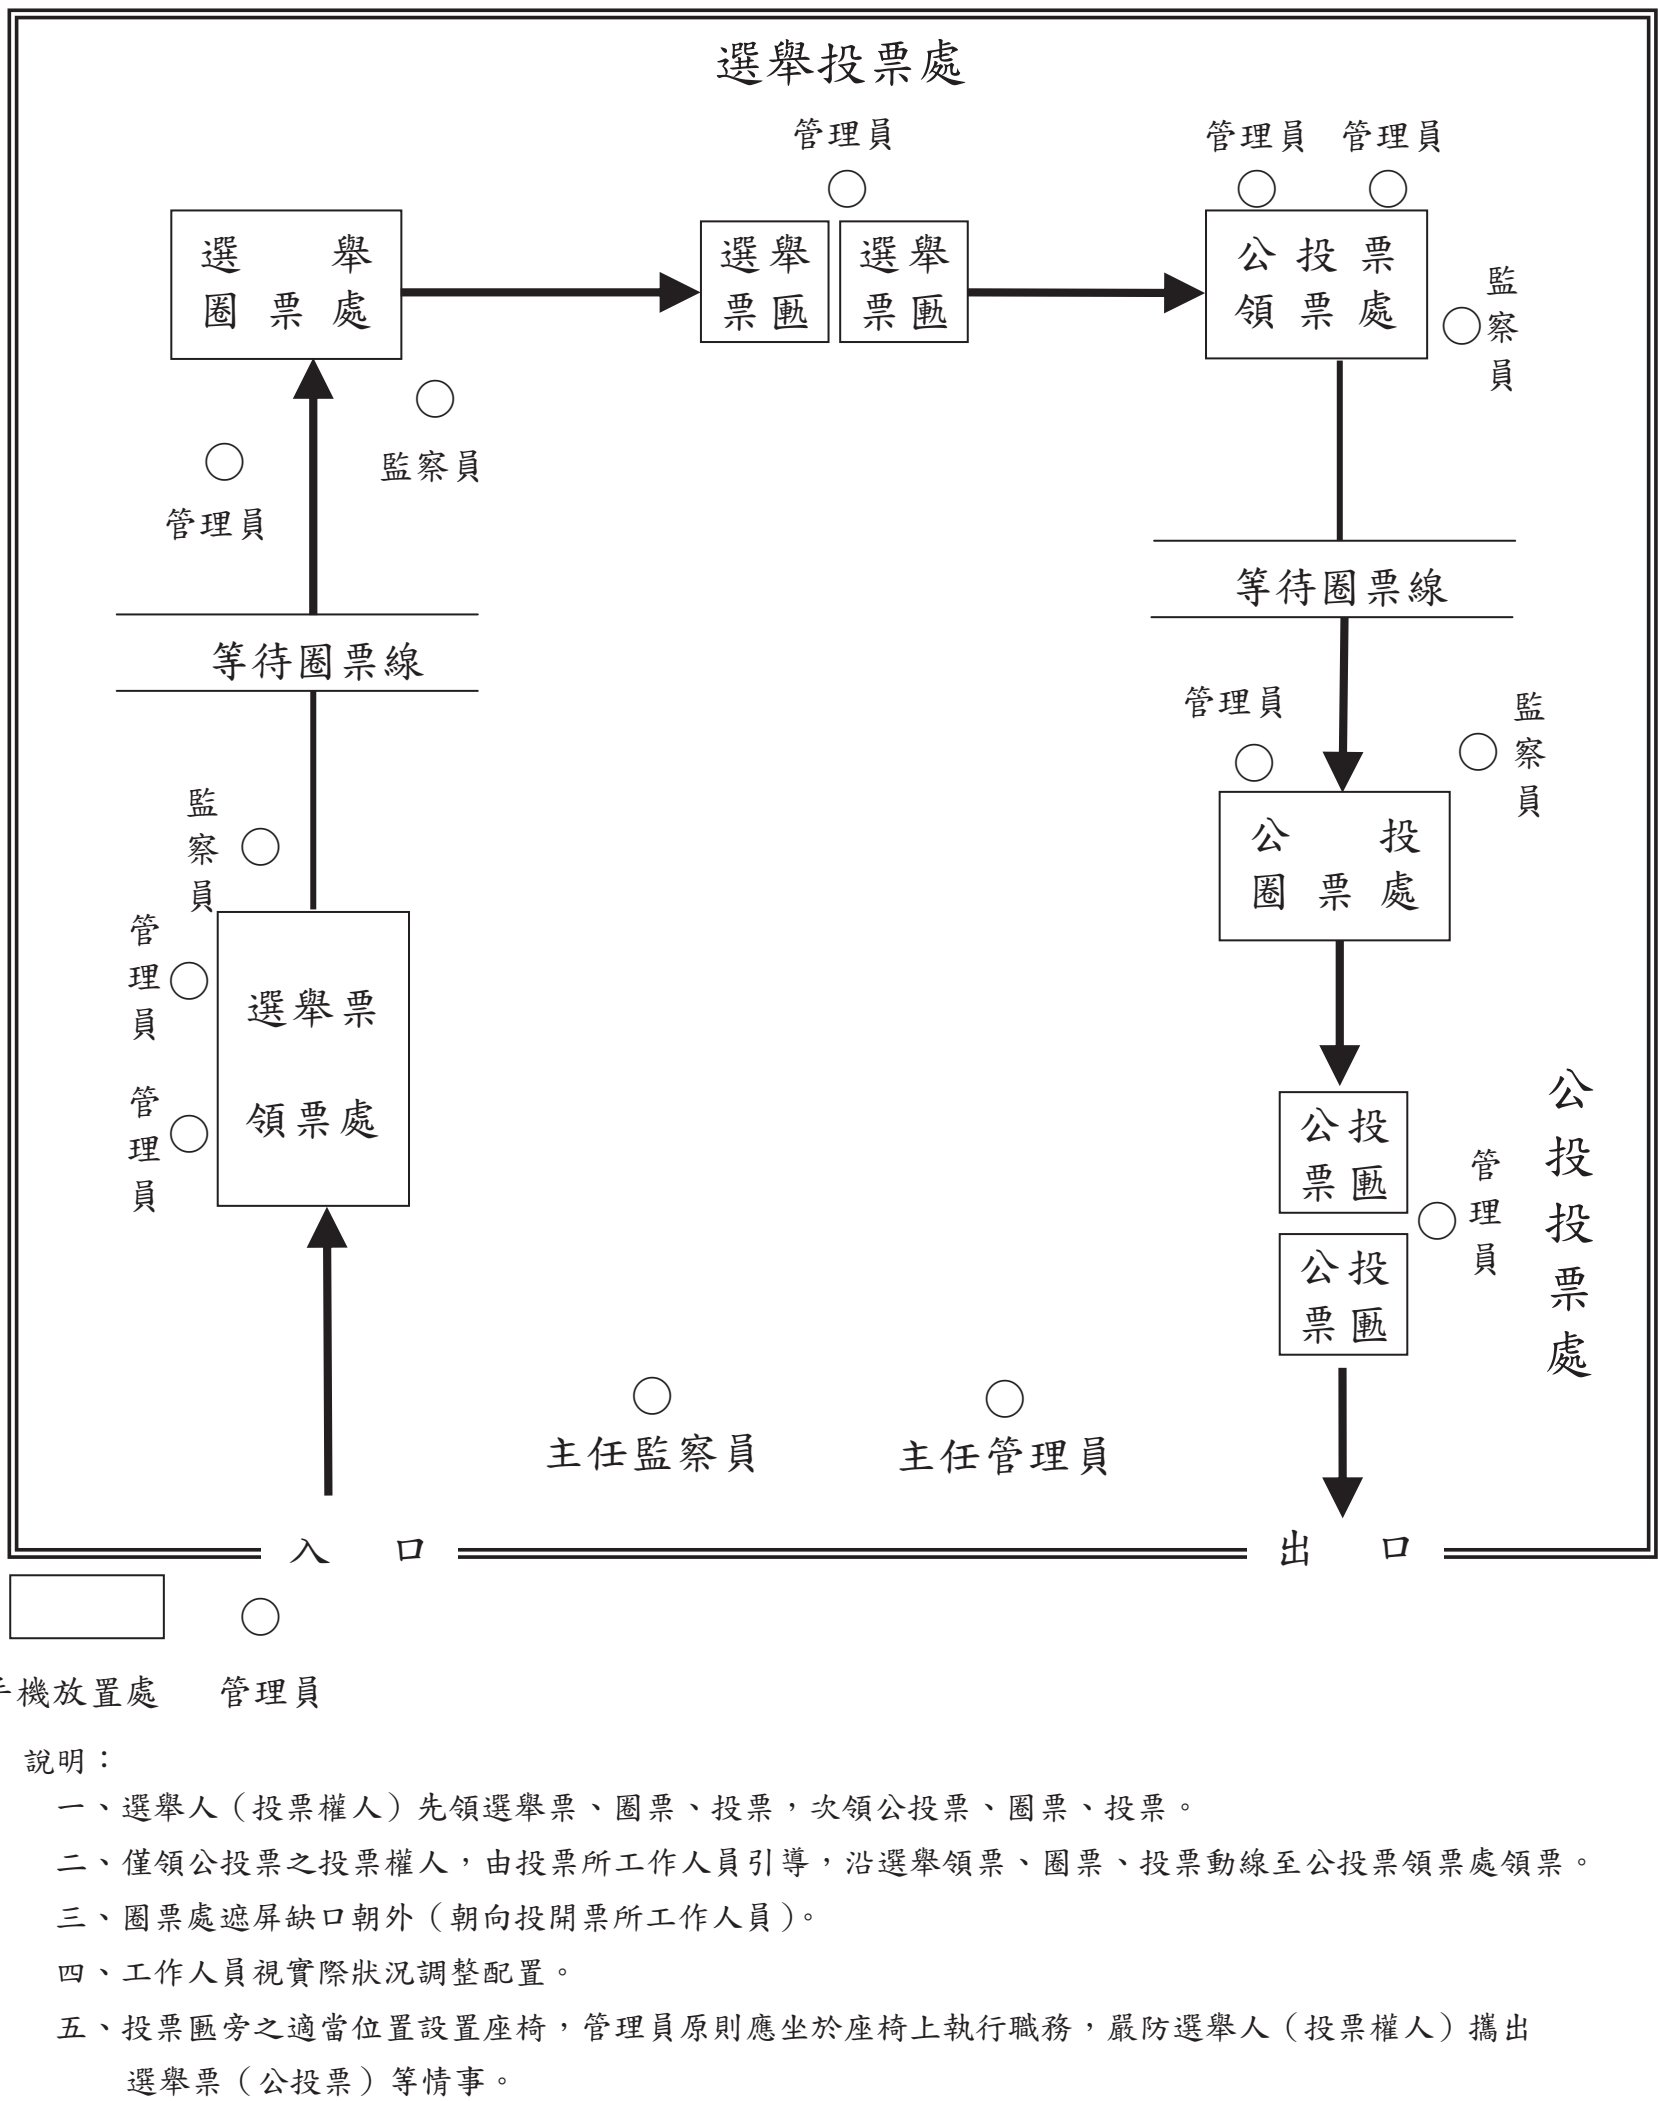 選舉投票處
管理員
管理員 管理員
選 舉
圈 票 處
選舉
票匭
選舉
票匭
公投票
領票處
監察員
監察員
管理員
等待圈票線
等待圈票線
管理員
監察員
監察員
公 投
圈 票 處
管理員
選舉票
領票處
管理員
公投
票匭
管理員
公投投票處
公投
票匭
主任監察員
主任管理員
入 口
出 口
手機放置處 管理員
說明：
一、選舉人（投票權人）先領選舉票、圈票、投票，次領公投票、圈票、投票。
二、僅領公投票之投票權人，由投票所工作人員引導，沿選舉領票、圈票、投票動線至公投票領票處領票。
三、圈票處遮屏缺口朝外（朝向投開票所工作人員）。
四、工作人員視實際狀況調整配置。
五、投票匭旁之適當位置設置座椅，管理員原則應坐於座椅上執行職務，嚴防選舉人（投票權人）攜出
選舉票（公投票）等情事。